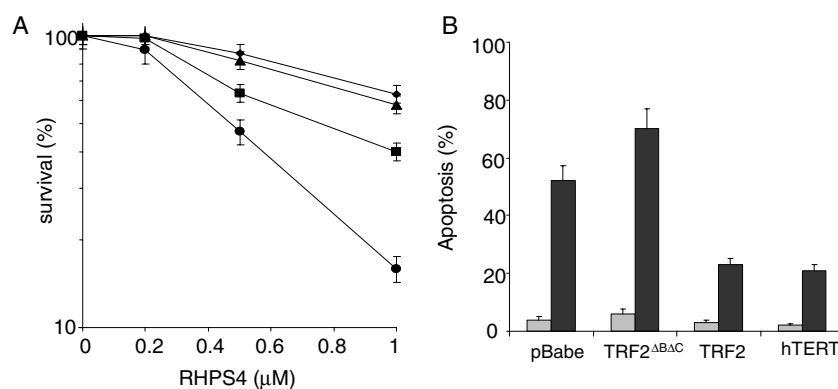 A
100
10
survival (%)
0 0.2 0.4 0.6 0.8 1
RHPS4 (μM)
B
100
80
60
40
20
0
Apoptosis (%)
pBabe TRF2ΔBΔC TRF2 hTERT